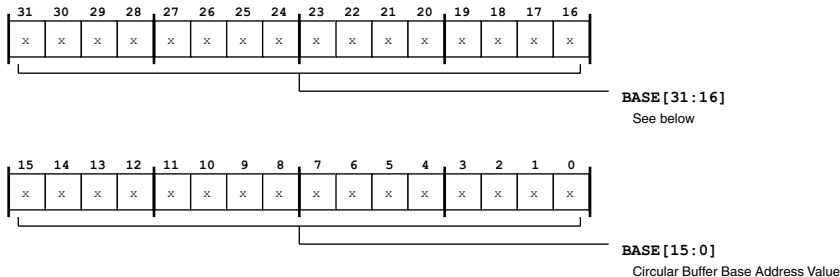 31 30 29 28 27 26 25 24 23 22 21 20 19 18 17 16
x x x x x x x x x x x x x x x x
BASE[31:16]
See below
15 14 13 12 11 10 9 8 7 6 5 4 3 2 1 0
x x x x x x x x x x x x x x x x
BASE[15:0]
Circular Buffer Base Address Value